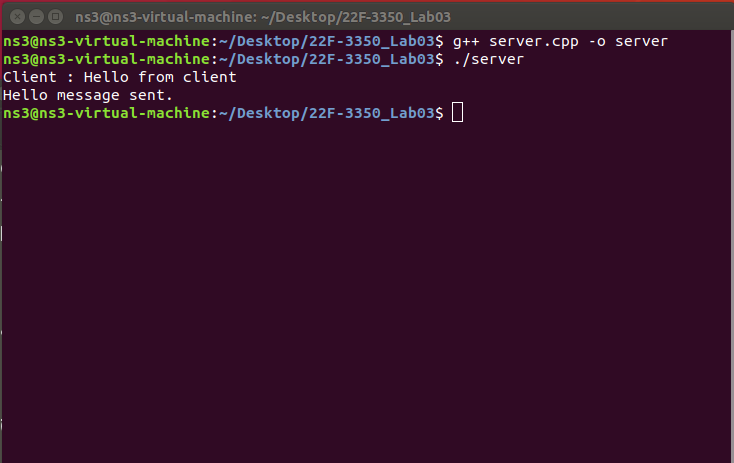 ns3@ns3-virtual-machine: ~/Desktop/22F-3350_Lab03
ns3@ns3-virtual-machine:~/Desktop/22F-3350_Lab03$ g++ server.cpp -o server
ns3@ns3-virtual-machine:~/Desktop/22F-3350_Lab03$ ./server
Client : Hello from client
Hello message sent.
ns3@ns3-virtual-machine:~/Desktop/22F-3350_Lab03$